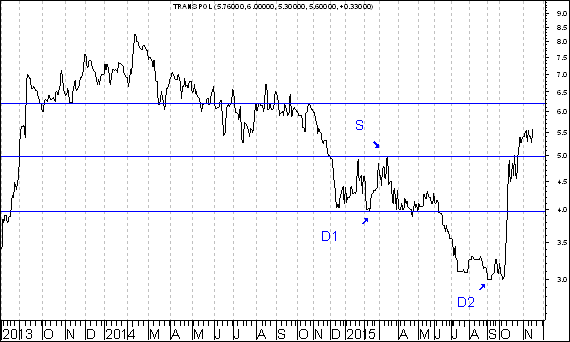 TRANSPOL (5.76000, 6.00000, 5.30000, 5.60000, +0.33000)
9.0
8.5
8.0
7.5
7.0
6.5
6.0
5.5
5.0
4.5
4.0
3.5
3.0
S
D1
D2
2013 O N D 2014 M A M J J A S O N D 2015 A M J J A S O N